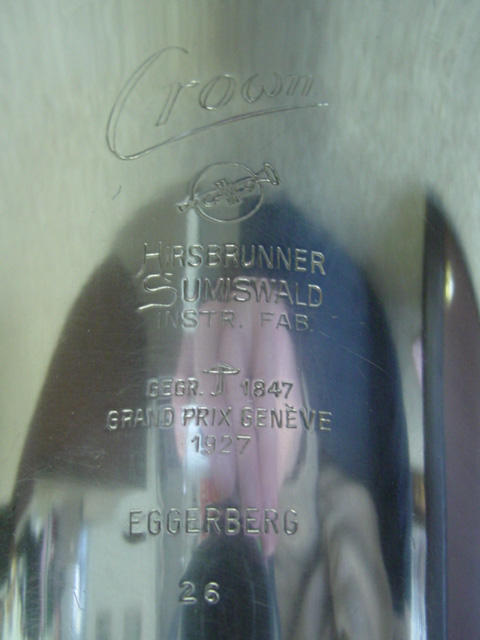 Crown
HIRSBRUNNER
SUMISWALD
INSTR. FAB.
GEGR. 1847
GRAND PRIX GENÈVE
1927
EGGERBERG
26